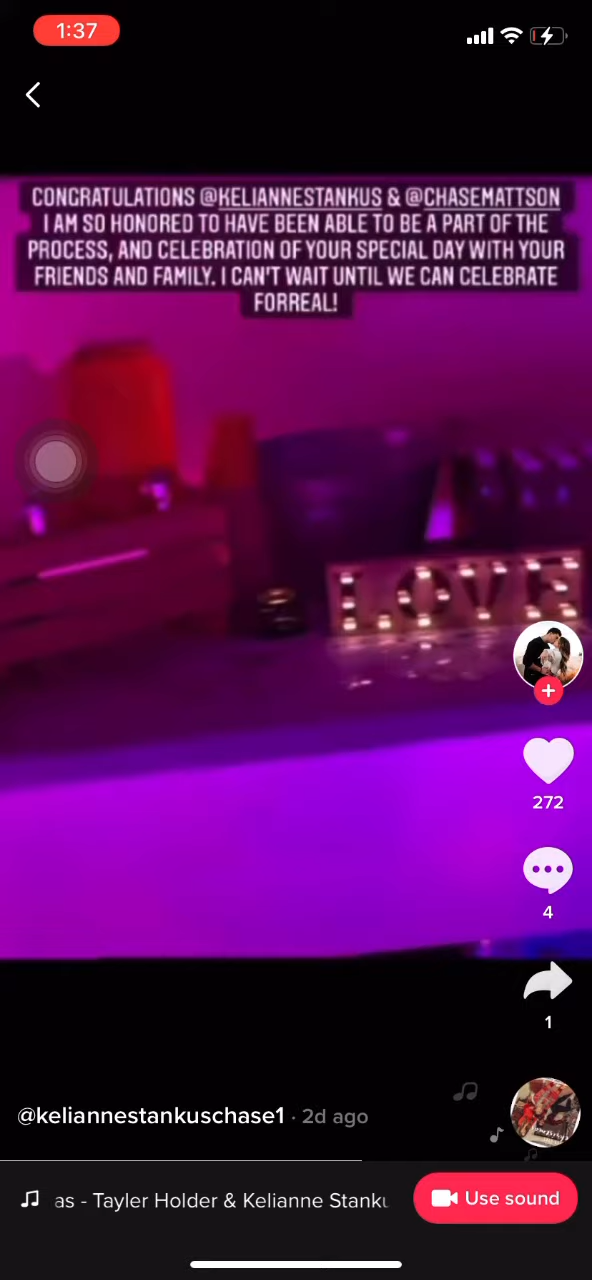 1:37
CONGRATULATIONS @KELIANNESTANKUS & @CHASEMATTSON
I AM SO HONORED TO HAVE BEEN ABLE TO BE A PART OF THE
PROCESS, AND CELEBRATION OF YOUR SPECIAL DAY WITH YOUR
FRIENDS AND FAMILY. I CAN'T WAIT UNTIL WE CAN CELEBRATE
FORREAL!
LOVE
272
4
1
@keliannestankuschase1 · 2d ago
as - Tayler Holder & Kelianne Stanku
Use sound